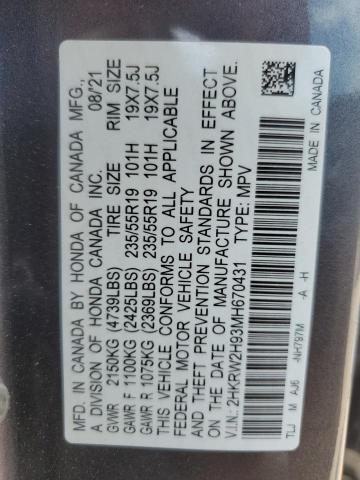 MFD. IN CANADA BY HONDA OF CANADA MFG.,
A DIVISION OF HONDA CANADA INC. 08/21
GVWR 2150KG (4739LBS) TIRE SIZE RIM SIZE
GAWR F 1100KG (2425LBS) 235/55R19 101H 19X7.5J
GAWR R 1075KG (2369LBS) 235/55R19 101H 19X7.5J
THIS VEHICLE CONFORMS TO ALL APPLICABLE
FEDERAL MOTOR VEHICLE SAFETY
AND THEFT PREVENTION STANDARDS IN EFFECT
ON THE DATE OF MANUFACTURE SHOWN ABOVE.
V.I.N.: 2HKRW2H93MH670431 TYPE: MPV
TLJ M AJ6 -NH797M -A -H MADE IN CANADA